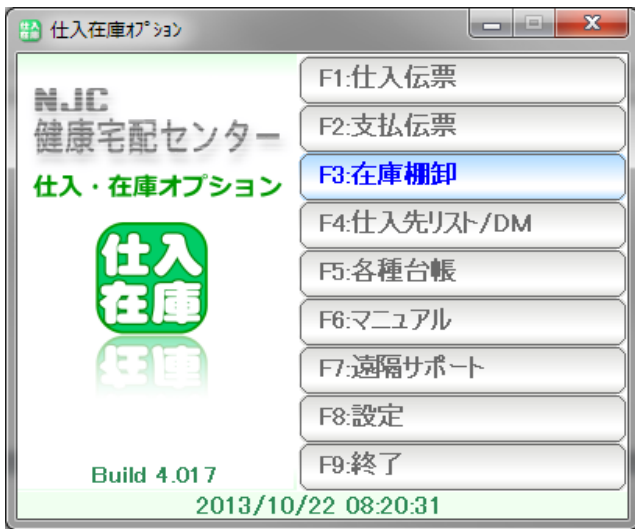 仕入在庫ｵﾌﾟｼｮﾝ
NJC
健康宅配センター
仕入・在庫オプション
仕入
在庫
Build 4.017
F1:仕入伝票
F2:支払伝票
F3:在庫棚卸
F4:仕入先リスト/DM
F5:各種台帳
F6:マニュアル
F7:遠隔サポート
F8:設定
F9:終了
2013/10/22 08:20:31